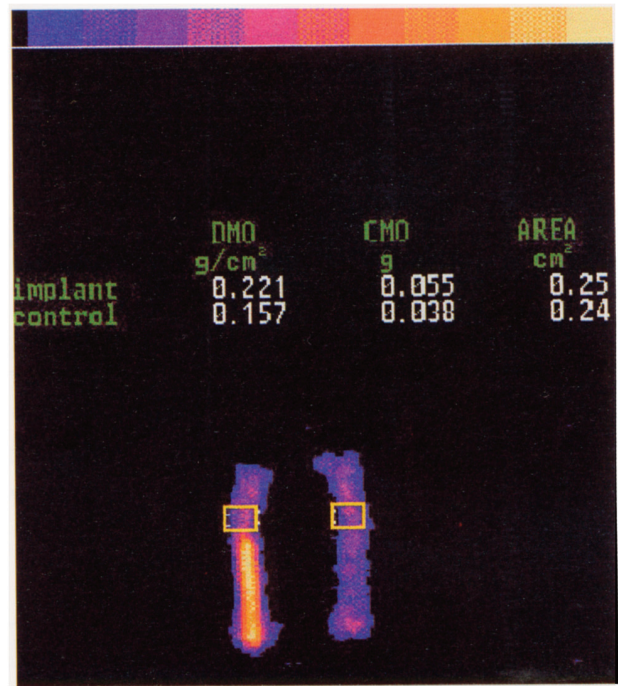 DMO CMO AREA
g/cm² g cm²
implant 0.221 0.055 0.25
control 0.157 0.038 0.24